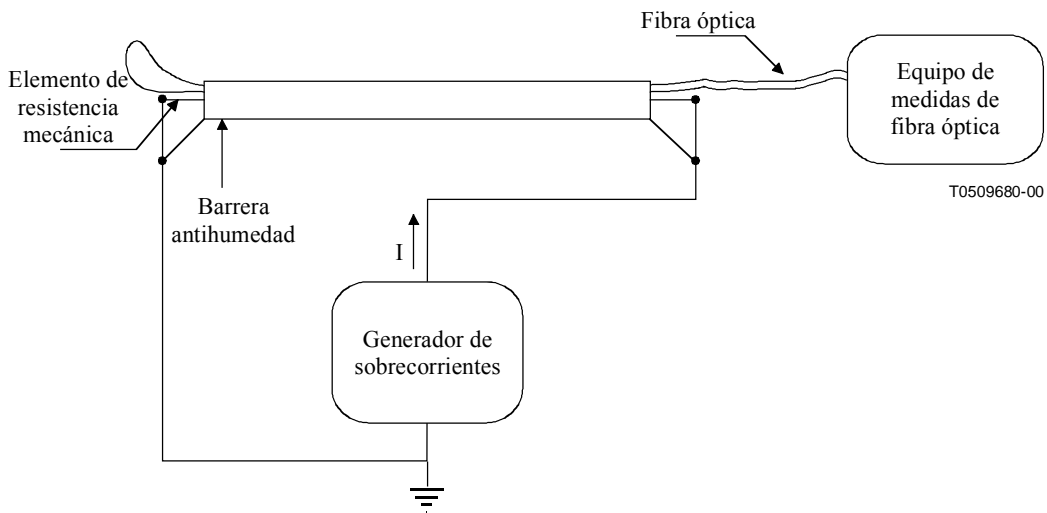 Fibra óptica
Elemento de
resistencia
mecánica
Equipo de
medidas de
fibra óptica
T0509680-00
Barrera
antihumedad
I
Generador de
sobrecorrientes